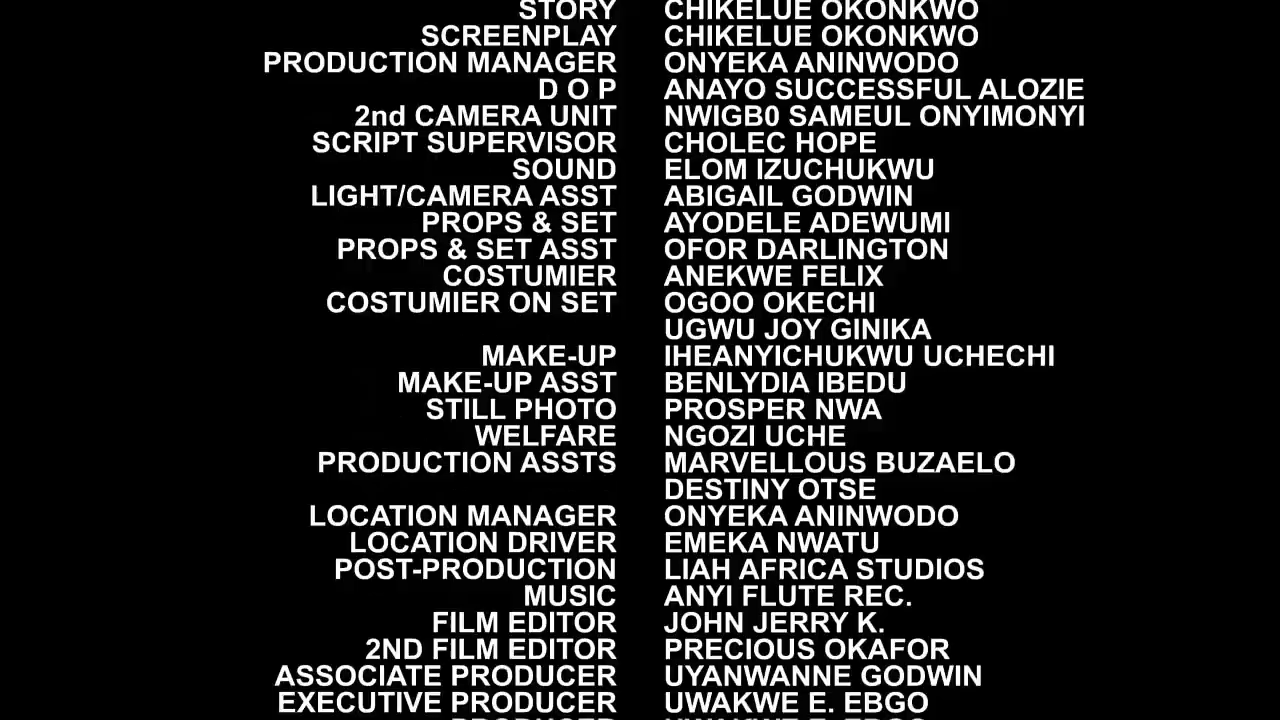 STORY CHIKELUE OKONKWO
SCREENPLAY CHIKELUE OKONKWO
PRODUCTION MANAGER ONYEKA ANINWODO
D O P ANAYO SUCCESSFUL ALOZIE
2nd CAMERA UNIT NWIGB0 SAMEUL ONYIMONYI
SCRIPT SUPERVISOR CHOLEC HOPE
SOUND ELOM IZUCHUKWU
LIGHT/CAMERA ASST ABIGAIL GODWIN
PROPS & SET AYODELE ADEWUMI
PROPS & SET ASST OFOR DARLINGTON
COSTUMIER ANEKWE FELIX
COSTUMIER ON SET OGOO OKECHI
UGWU JOY GINIKA
MAKE-UP IHEANYICHUKWU UCHECHI
MAKE-UP ASST BENLYDIA IBEDU
STILL PHOTO PROSPER NWA
WELFARE NGOZI UCHE
PRODUCTION ASSTS MARVELLOUS BUZAELO
DESTINY OTSE
LOCATION MANAGER ONYEKA ANINWODO
LOCATION DRIVER EMEKA NWATU
POST-PRODUCTION LIAH AFRICA STUDIOS
MUSIC ANYI FLUTE REC.
FILM EDITOR JOHN JERRY K.
2ND FILM EDITOR PRECIOUS OKAFOR
ASSOCIATE PRODUCER UYANWANNE GODWIN
EXECUTIVE PRODUCER UWAKWE E. EBGO